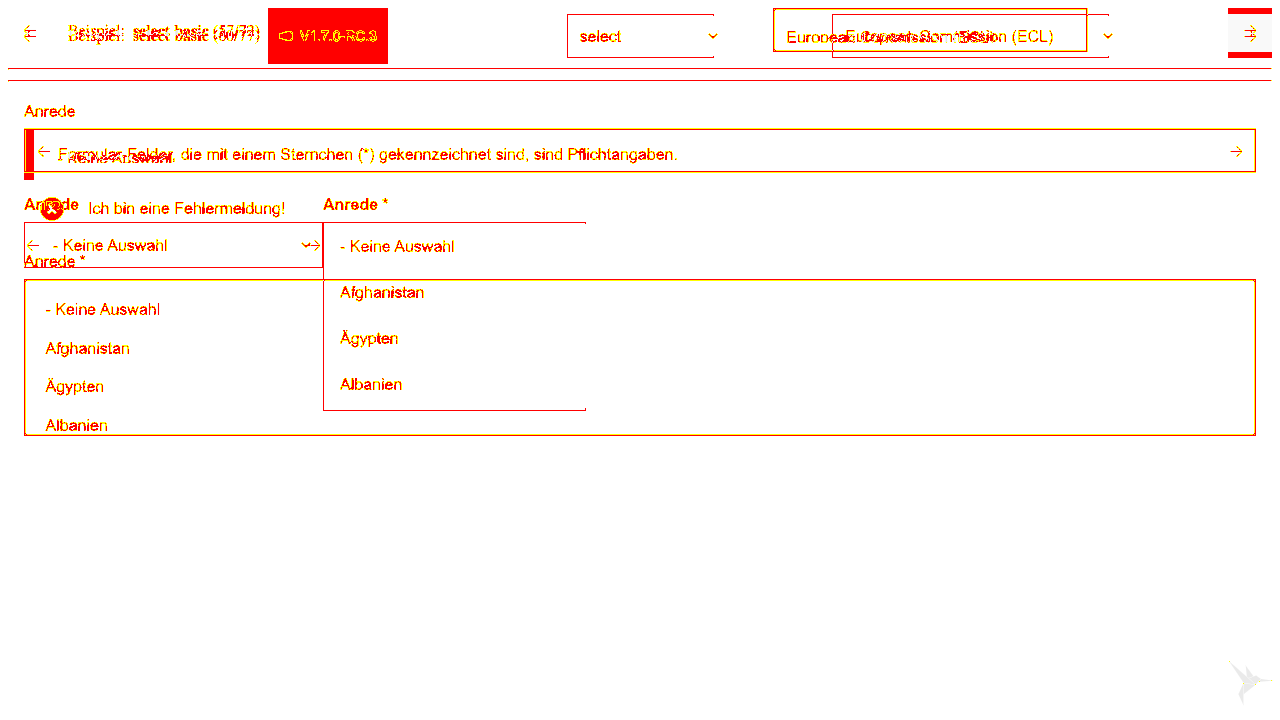 Beispiel: select basic (57/77)
V1.7.0-RC.3
select
European Commission (ECL)
Anrede
Formular-Felder, die mit einem Sternchen (*) gekennzeichnet sind, sind Pflichtangaben.
- Keine Auswahl
Anrede
Anrede *
Ich bin eine Fehlermeldung!
- Keine Auswahl
- Keine Auswahl
Anrede *
Afghanistan
- Keine Auswahl
Ägypten
Afghanistan
Albanien
Ägypten
Albanien